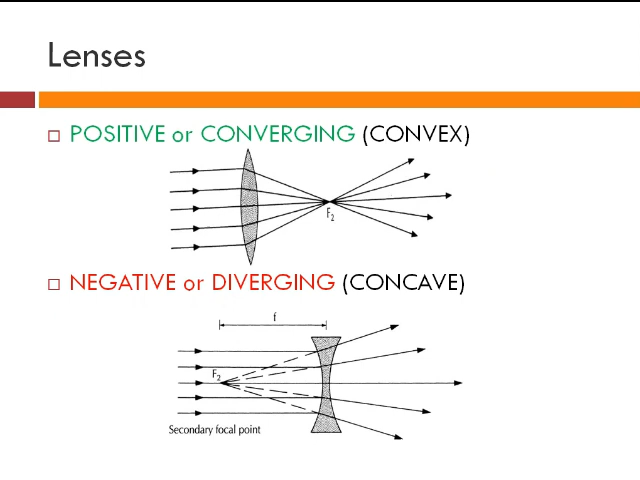 Lenses
POSITIVE or CONVERGING (CONVEX)
F2
NEGATIVE or DIVERGING (CONCAVE)
f
F2
Secondary focal point